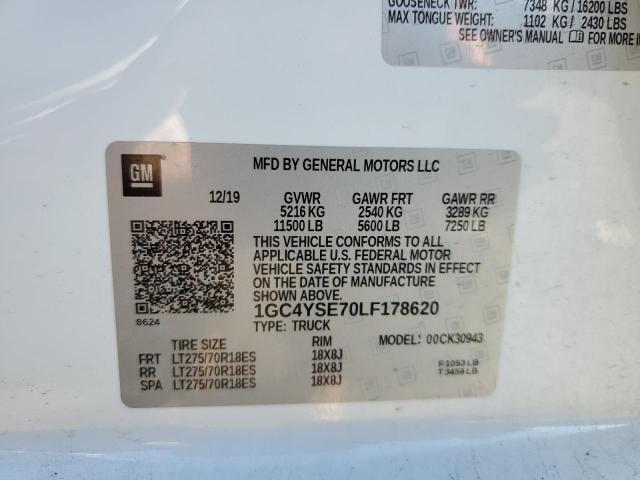 GOOSENECK TWR: 7348 KG / 16200 LBS
MAX TONGUE WEIGHT: 1102 KG / 2430 LBS
SEE OWNER'S MANUAL FOR MORE
GM
MFD BY GENERAL MOTORS LLC
12/19 GVWR GAWR FRT GAWR RR
5216 KG 2540 KG 3289 KG
11500 LB 5600 LB 7250 LB
THIS VEHICLE CONFORMS TO ALL
APPLICABLE U.S. FEDERAL MOTOR
VEHICLE SAFETY STANDARDS IN EFFECT
ON THE DATE OF MANUFACTURE
SHOWN ABOVE.
8624
1GC4YSE70LF178620
TYPE: TRUCK MODEL: 00CK30943
TIRE SIZE RIM
FRT LT275/70R18ES 18X8J F1053 LB
RR LT275/70R18ES 18X8J T3459 LB
SPA LT275/70R18ES 18X8J